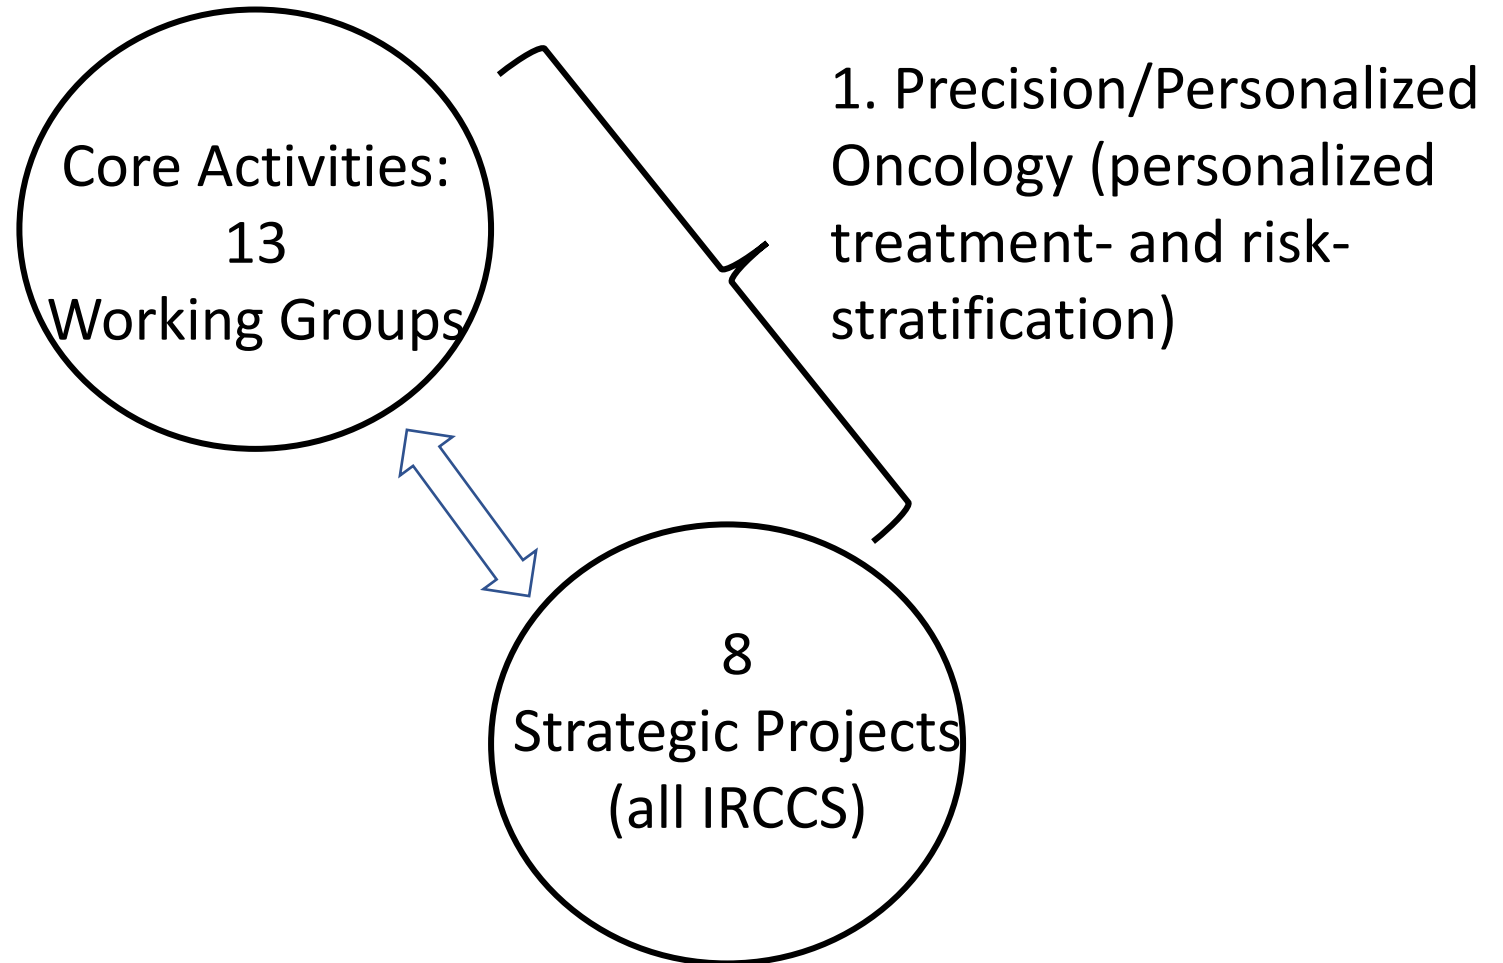 Core Activities:
13
Working Groups
1. Precision/Personalized
Oncology (personalized
treatment- and risk-
stratification)
8
Strategic Projects
(all IRCCS)